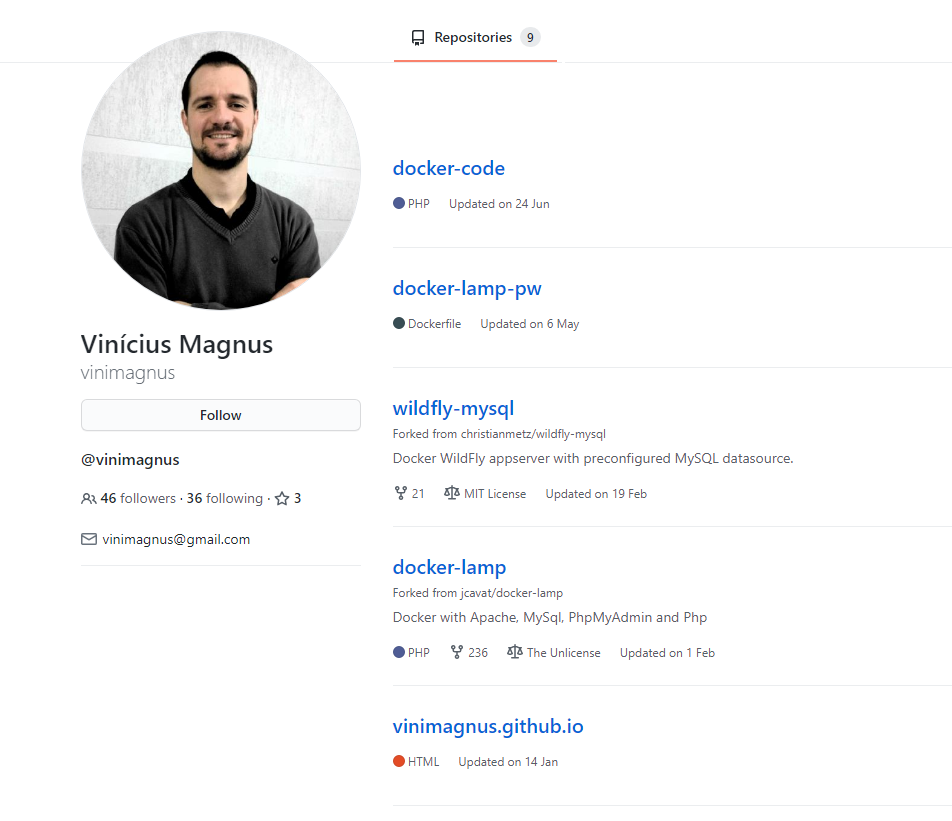 Repositories 9
Vinícius Magnus
vinimagnus
Follow
@vinimagnus
46 followers · 36 following · 3
vinimagnus@gmail.com
docker-code
PHP Updated on 24 Jun
docker-lamp-pw
Dockerfile Updated on 6 May
wildfly-mysql
Forked from christianmetz/wildfly-mysql
Docker WildFly appserver with preconfigured MySQL datasource.
21 MIT License Updated on 19 Feb
docker-lamp
Forked from jcavat/docker-lamp
Docker with Apache, MySql, PhpMyAdmin and Php
PHP 236 The Unlicense Updated on 1 Feb
vinimagnus.github.io
HTML Updated on 14 Jan